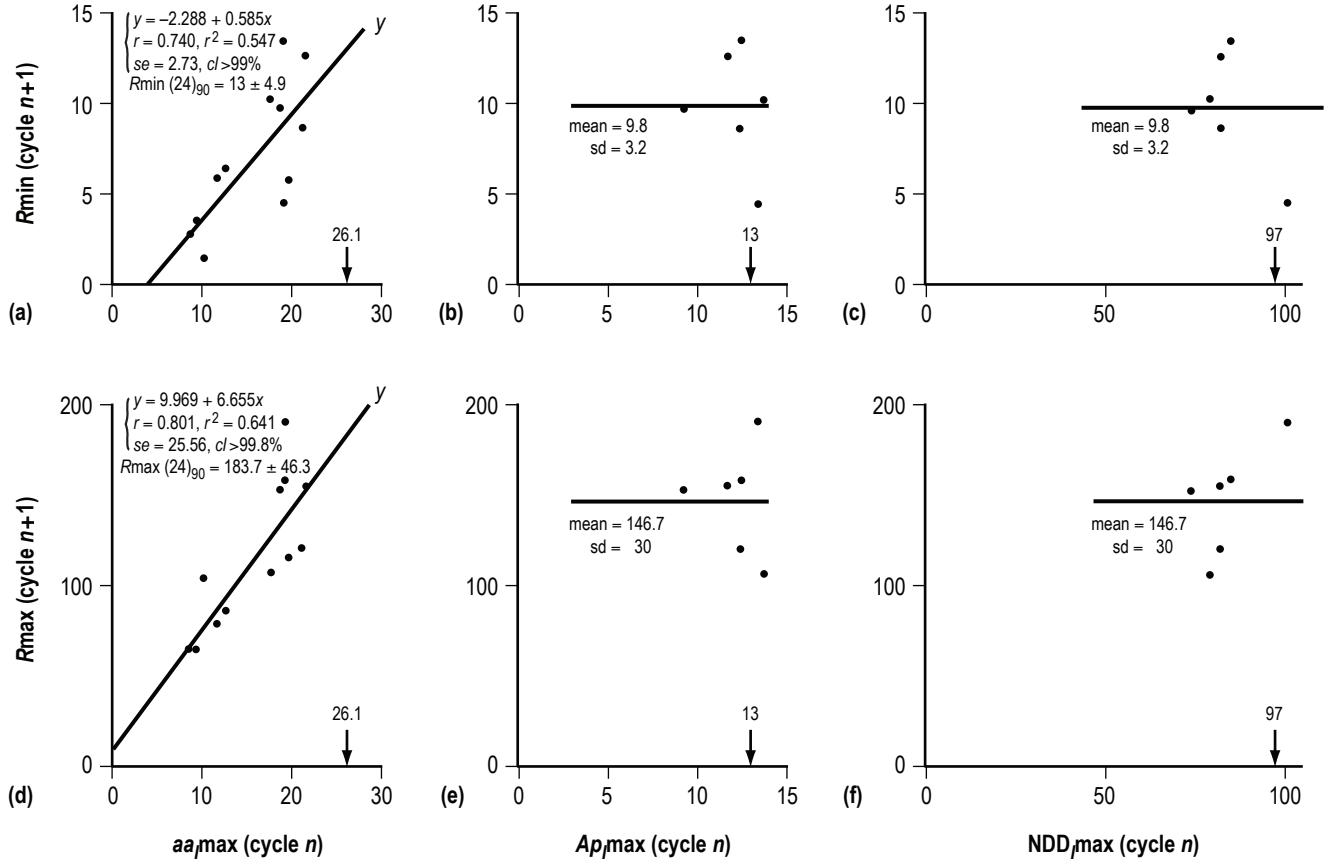 y = –2.288 + 0.585x
r = 0.740, r² = 0.547
se = 2.73, cl >99%
Rmin (24)₉₀ = 13 ± 4.9
y
15
10
5
0
Rmin (cycle n+1)
26.1
(a)
0 10 20 30
15
10
5
0
mean = 9.8
sd = 3.2
13
(b)
0 5 10 15
15
10
5
0
mean = 9.8
sd = 3.2
97
(c)
0 50 100
y = 9.969 + 6.655x
r = 0.801, r² = 0.641
se = 25.56, cl >99.8%
Rmax (24)₉₀ = 183.7 ± 46.3
y
200
100
0
Rmax (cycle n+1)
26.1
(d)
0 10 20 30
aaImax (cycle n)
200
100
0
mean = 146.7
sd = 30
13
(e)
0 5 10 15
ApImax (cycle n)
200
100
0
mean = 146.7
sd = 30
97
(f)
0 50 100
NDDImax (cycle n)